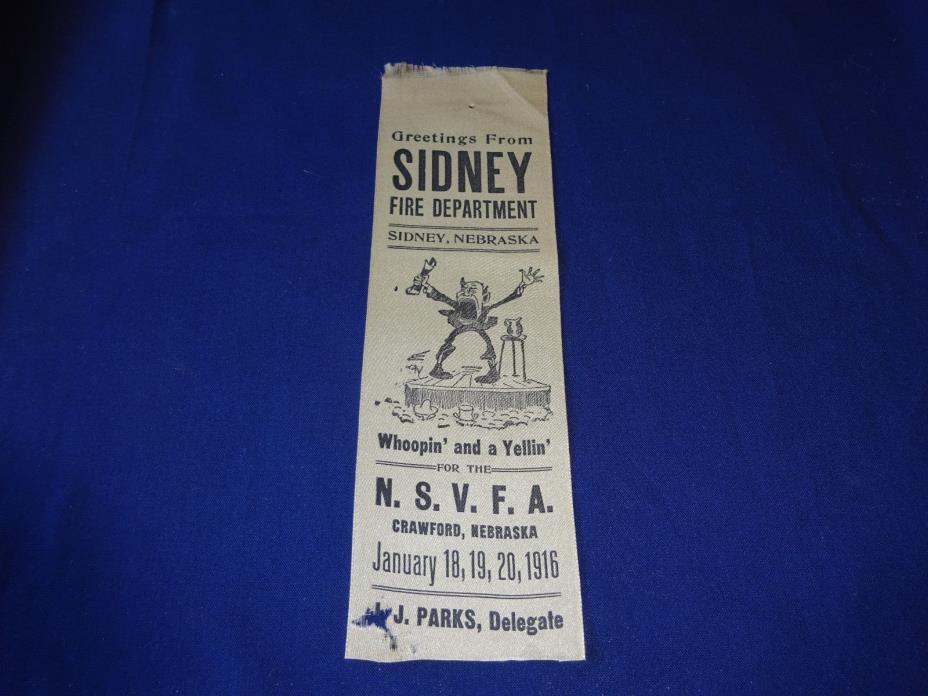 Greetings From
SIDNEY
FIRE DEPARTMENT
SIDNEY, NEBRASKA
Whoopin' and a Yellin'
FOR THE
N. S. V. F. A.
CRAWFORD, NEBRASKA
January 18, 19, 20, 1916
J. PARKS, Delegate